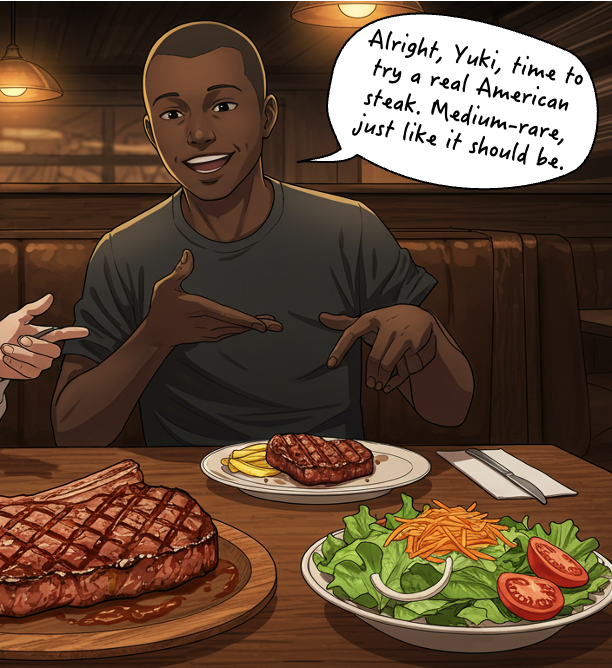 Alright, Yuki, time to
try a real American
steak. Medium-rare,
just like it should be.